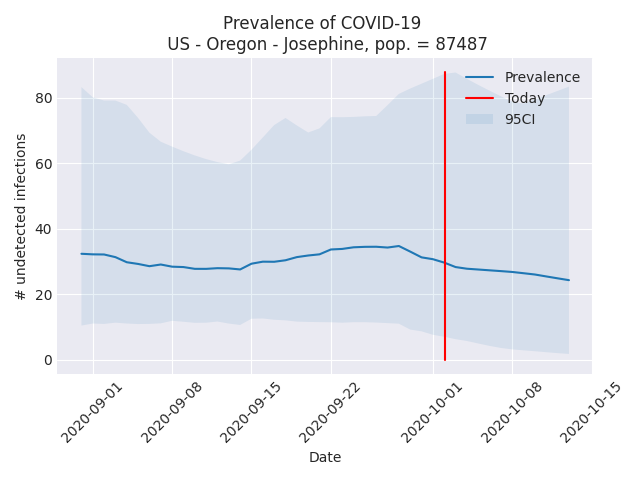 Prevalence of COVID-19
US - Oregon - Josephine, pop. = 87487
Prevalence
Today
95CI
80
60
40
20
0
# undetected infections
2020-09-01
2020-09-08
2020-09-15
2020-09-22
2020-10-01
2020-10-08
2020-10-15
Date